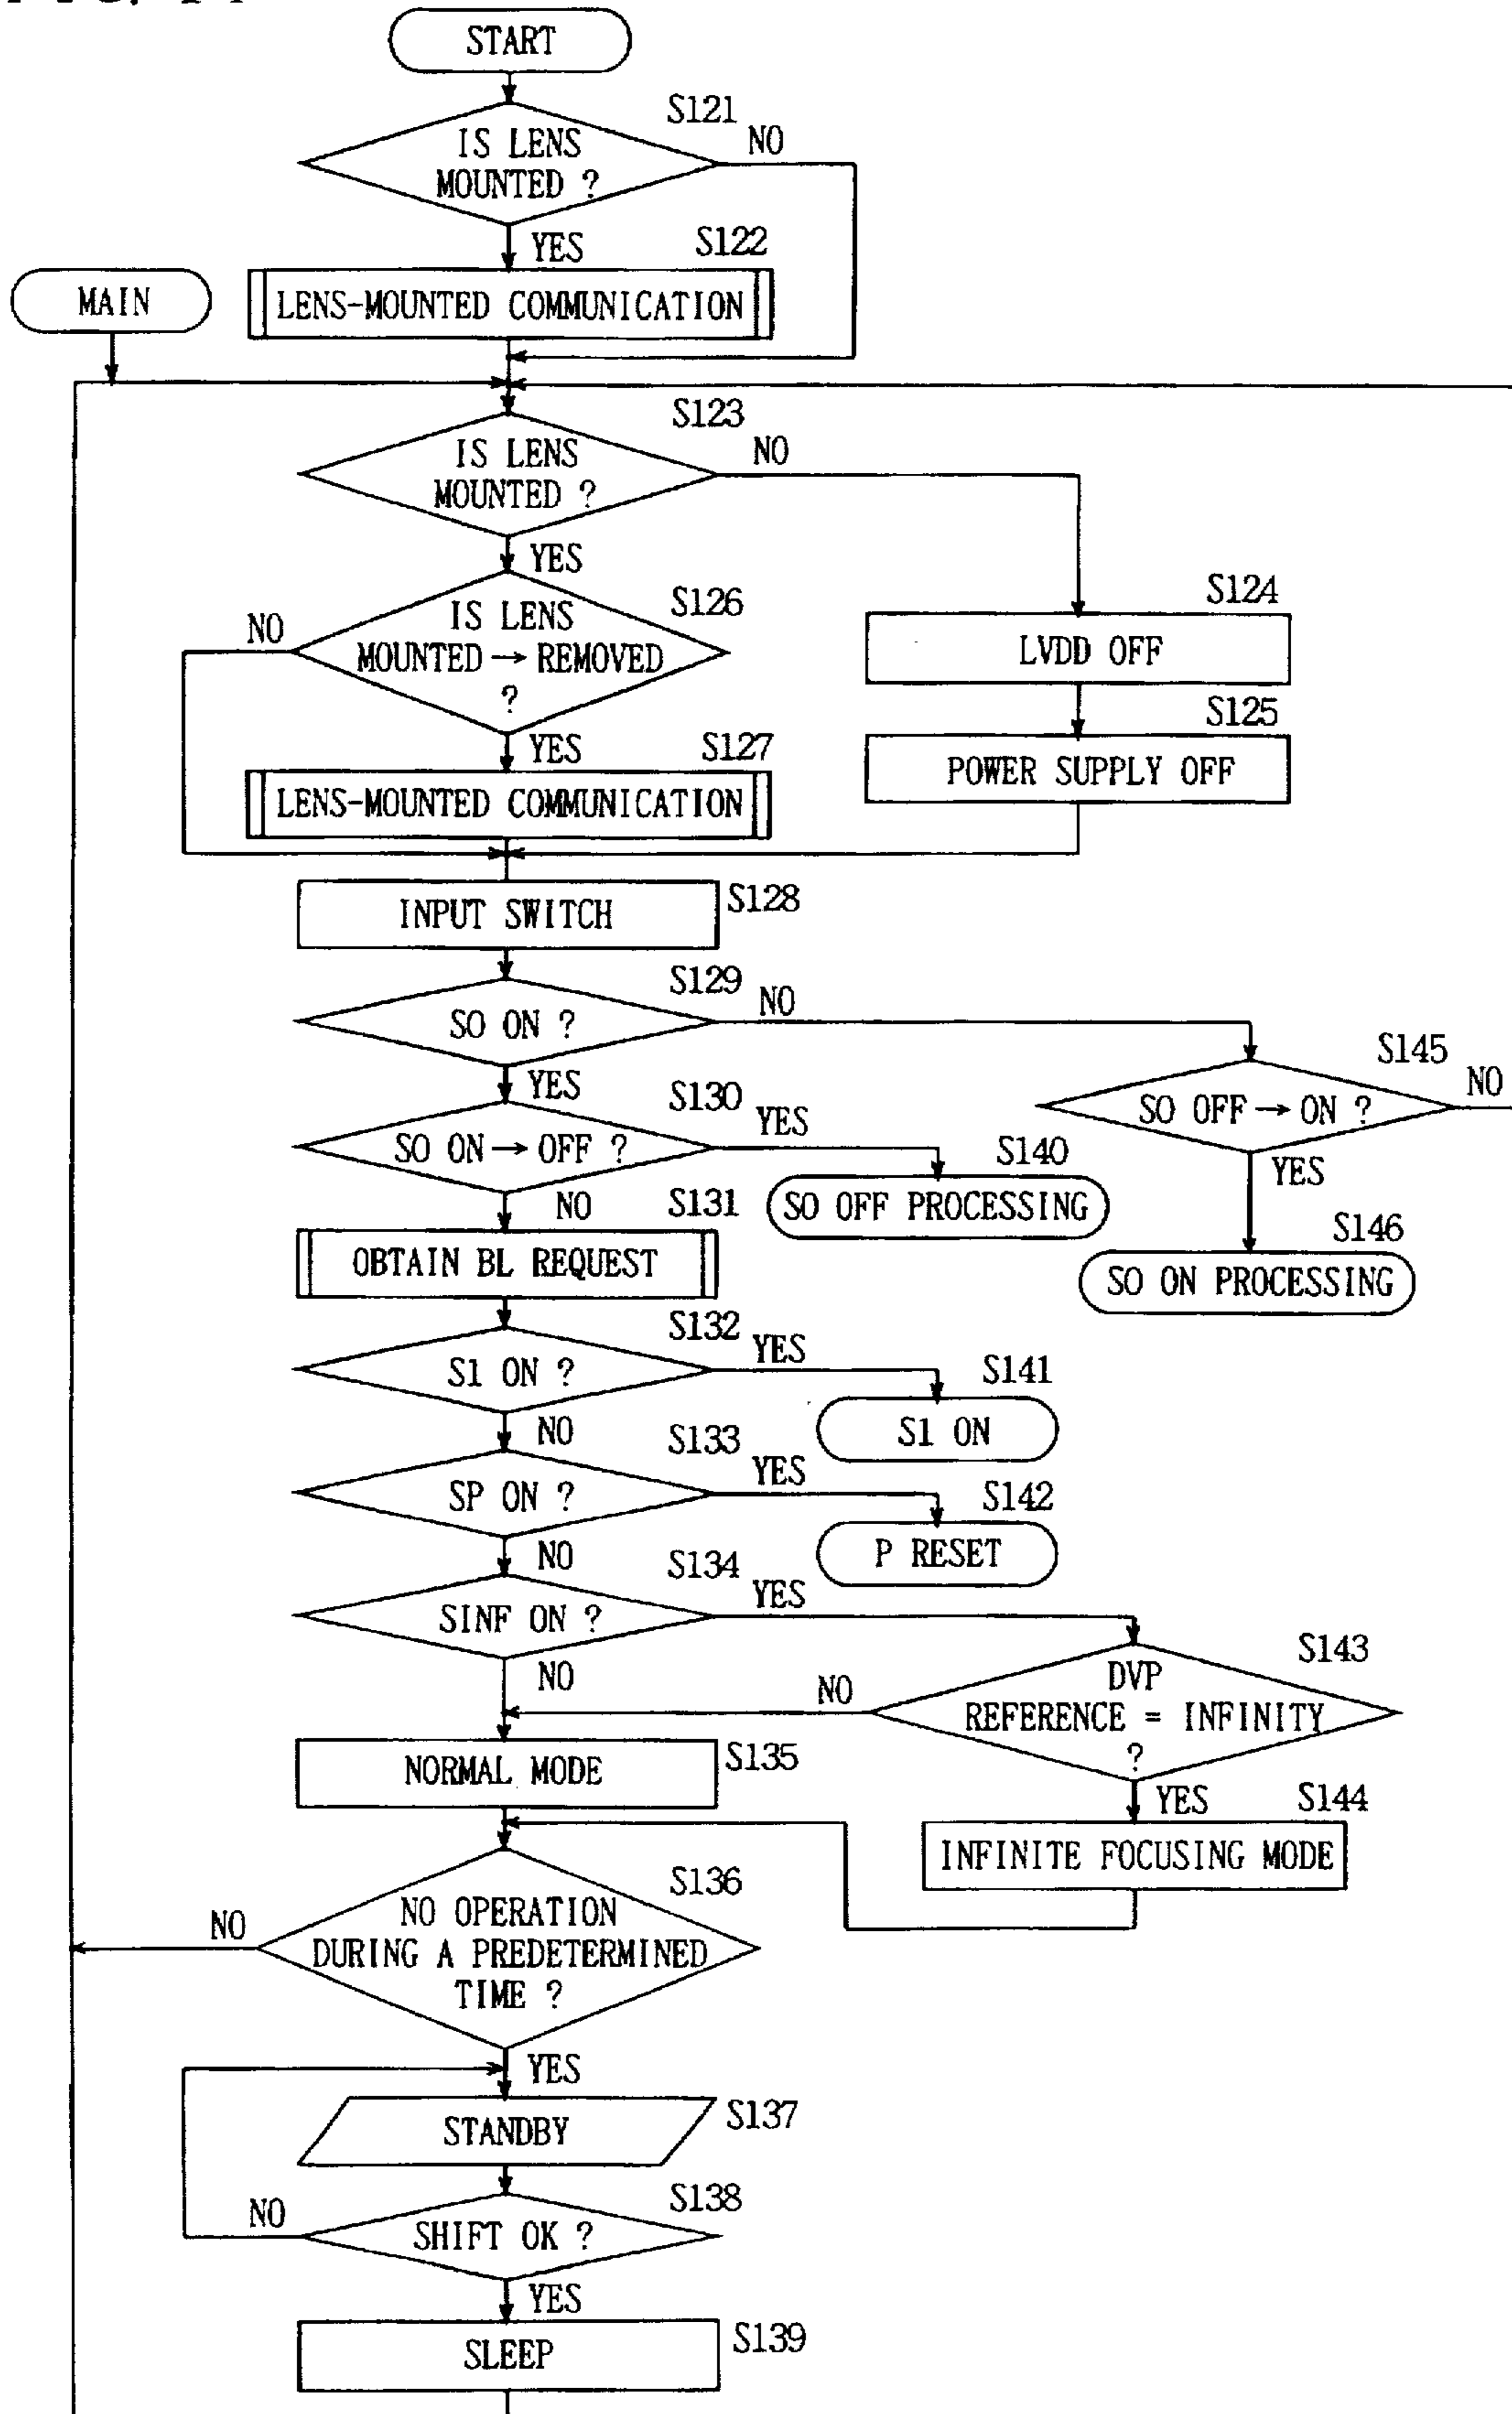 START
S121
IS LENS
MOUNTED ?
NO
YES
S122
LENS-MOUNTED COMMUNICATION
MAIN
S123
IS LENS
MOUNTED ?
NO
YES
S126
IS LENS
MOUNTED → REMOVED
?
NO
S124
LVDD OFF
S125
POWER SUPPLY OFF
YES
S127
LENS-MOUNTED COMMUNICATION
INPUT SWITCH
S128
S129
SO ON ?
NO
YES
S145
SO OFF → ON ?
NO
S130
SO ON → OFF ?
YES
S140
SO OFF PROCESSING
YES
S146
SO ON PROCESSING
NO
S131
OBTAIN BL REQUEST
S132
S1 ON ?
YES
S141
S1 ON
NO
S133
SP ON ?
YES
S142
P RESET
NO
S134
SINF ON ?
YES
NO
S143
DVP
REFERENCE = INFINITY
?
NO
YES
S144
INFINITE FOCUSING MODE
NORMAL MODE
S135
S136
NO OPERATION
DURING A PREDETERMINED
TIME ?
NO
YES
STANDBY
S137
S138
SHIFT OK ?
NO
YES
SLEEP
S139